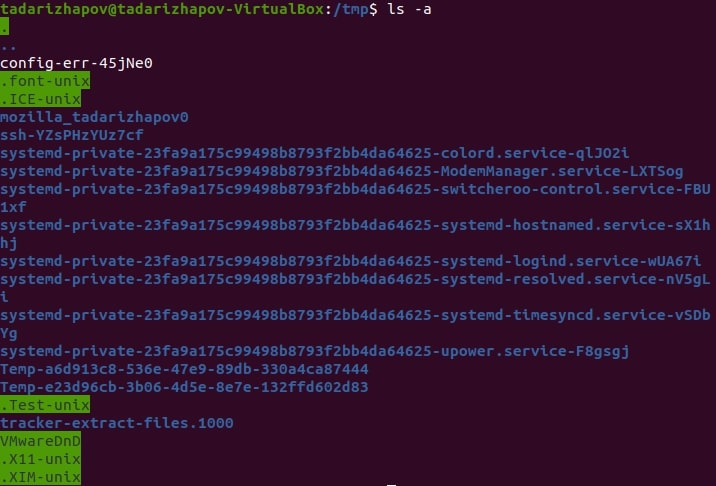 tadarizhapov@tadarizhapov-VirtualBox:/tmp$ ls -a
.
..
config-err-45jNe0
.font-unix
.ICE-unix
mozilla_tadarizhapov0
ssh-YZsPHzYUz7cf
systemd-private-23fa9a175c99498b8793f2bb4da64625-colord.service-qlJO2i
systemd-private-23fa9a175c99498b8793f2bb4da64625-ModemManager.service-LXTSog
systemd-private-23fa9a175c99498b8793f2bb4da64625-switcheroo-control.service-FBU
1xf
systemd-private-23fa9a175c99498b8793f2bb4da64625-systemd-hostnamed.service-sX1h
hj
systemd-private-23fa9a175c99498b8793f2bb4da64625-systemd-logind.service-wUA67i
systemd-private-23fa9a175c99498b8793f2bb4da64625-systemd-resolved.service-nV5gL
i
systemd-private-23fa9a175c99498b8793f2bb4da64625-systemd-timesyncd.service-vSDb
Yg
systemd-private-23fa9a175c99498b8793f2bb4da64625-upower.service-F8gsgj
Temp-a6d913c8-536e-47e9-89db-330a4ca87444
Temp-e23d96cb-3b06-4d5e-8e7e-132ffd602d83
.Test-unix
tracker-extract-files.1000
VMwareDnD
.X11-unix
.XIM-unix